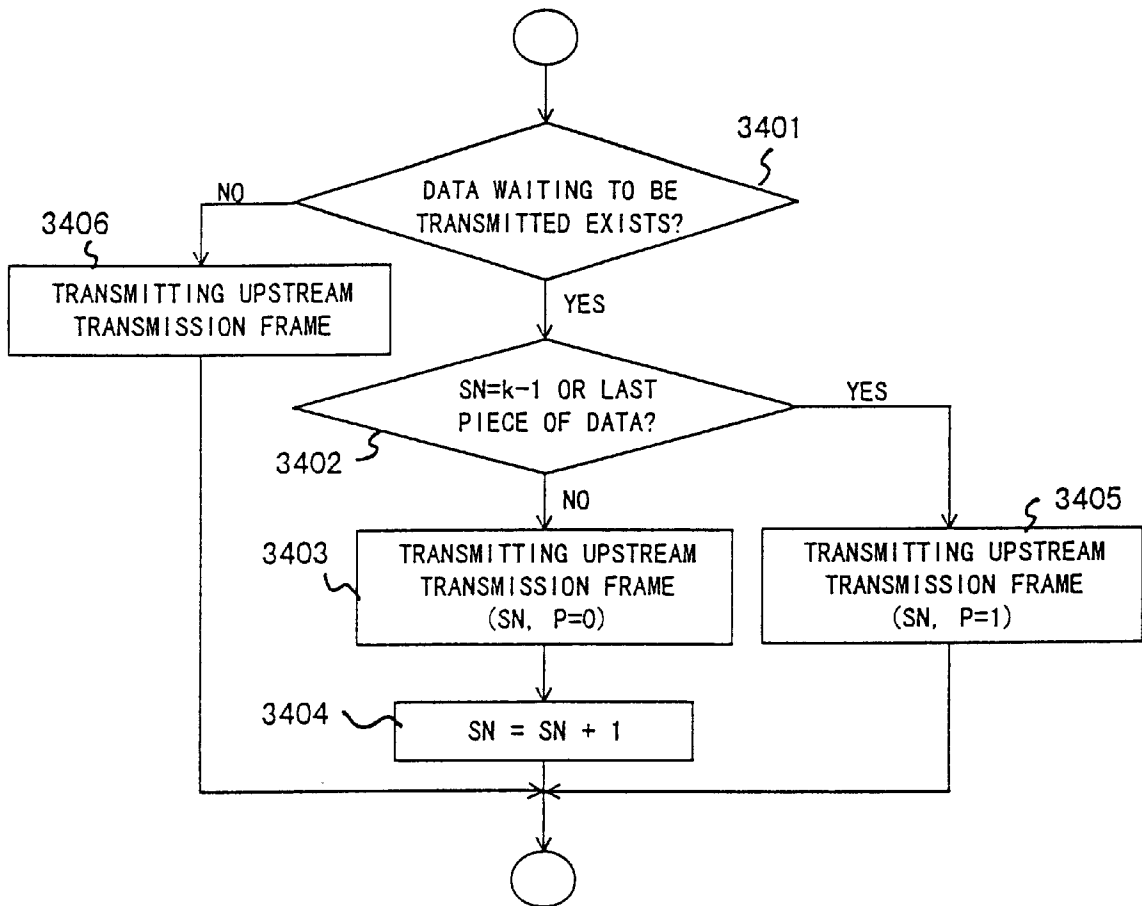 3401
DATA WAITING TO BE
TRANSMITTED EXISTS?
NO
3406
TRANSMITTING UPSTREAM
TRANSMISSION FRAME
YES
SN=k-1 OR LAST
PIECE OF DATA?
YES
3402
NO
3403
TRANSMITTING UPSTREAM
TRANSMISSION FRAME
(SN, P=0)
3405
TRANSMITTING UPSTREAM
TRANSMISSION FRAME
(SN, P=1)
3404
SN = SN + 1